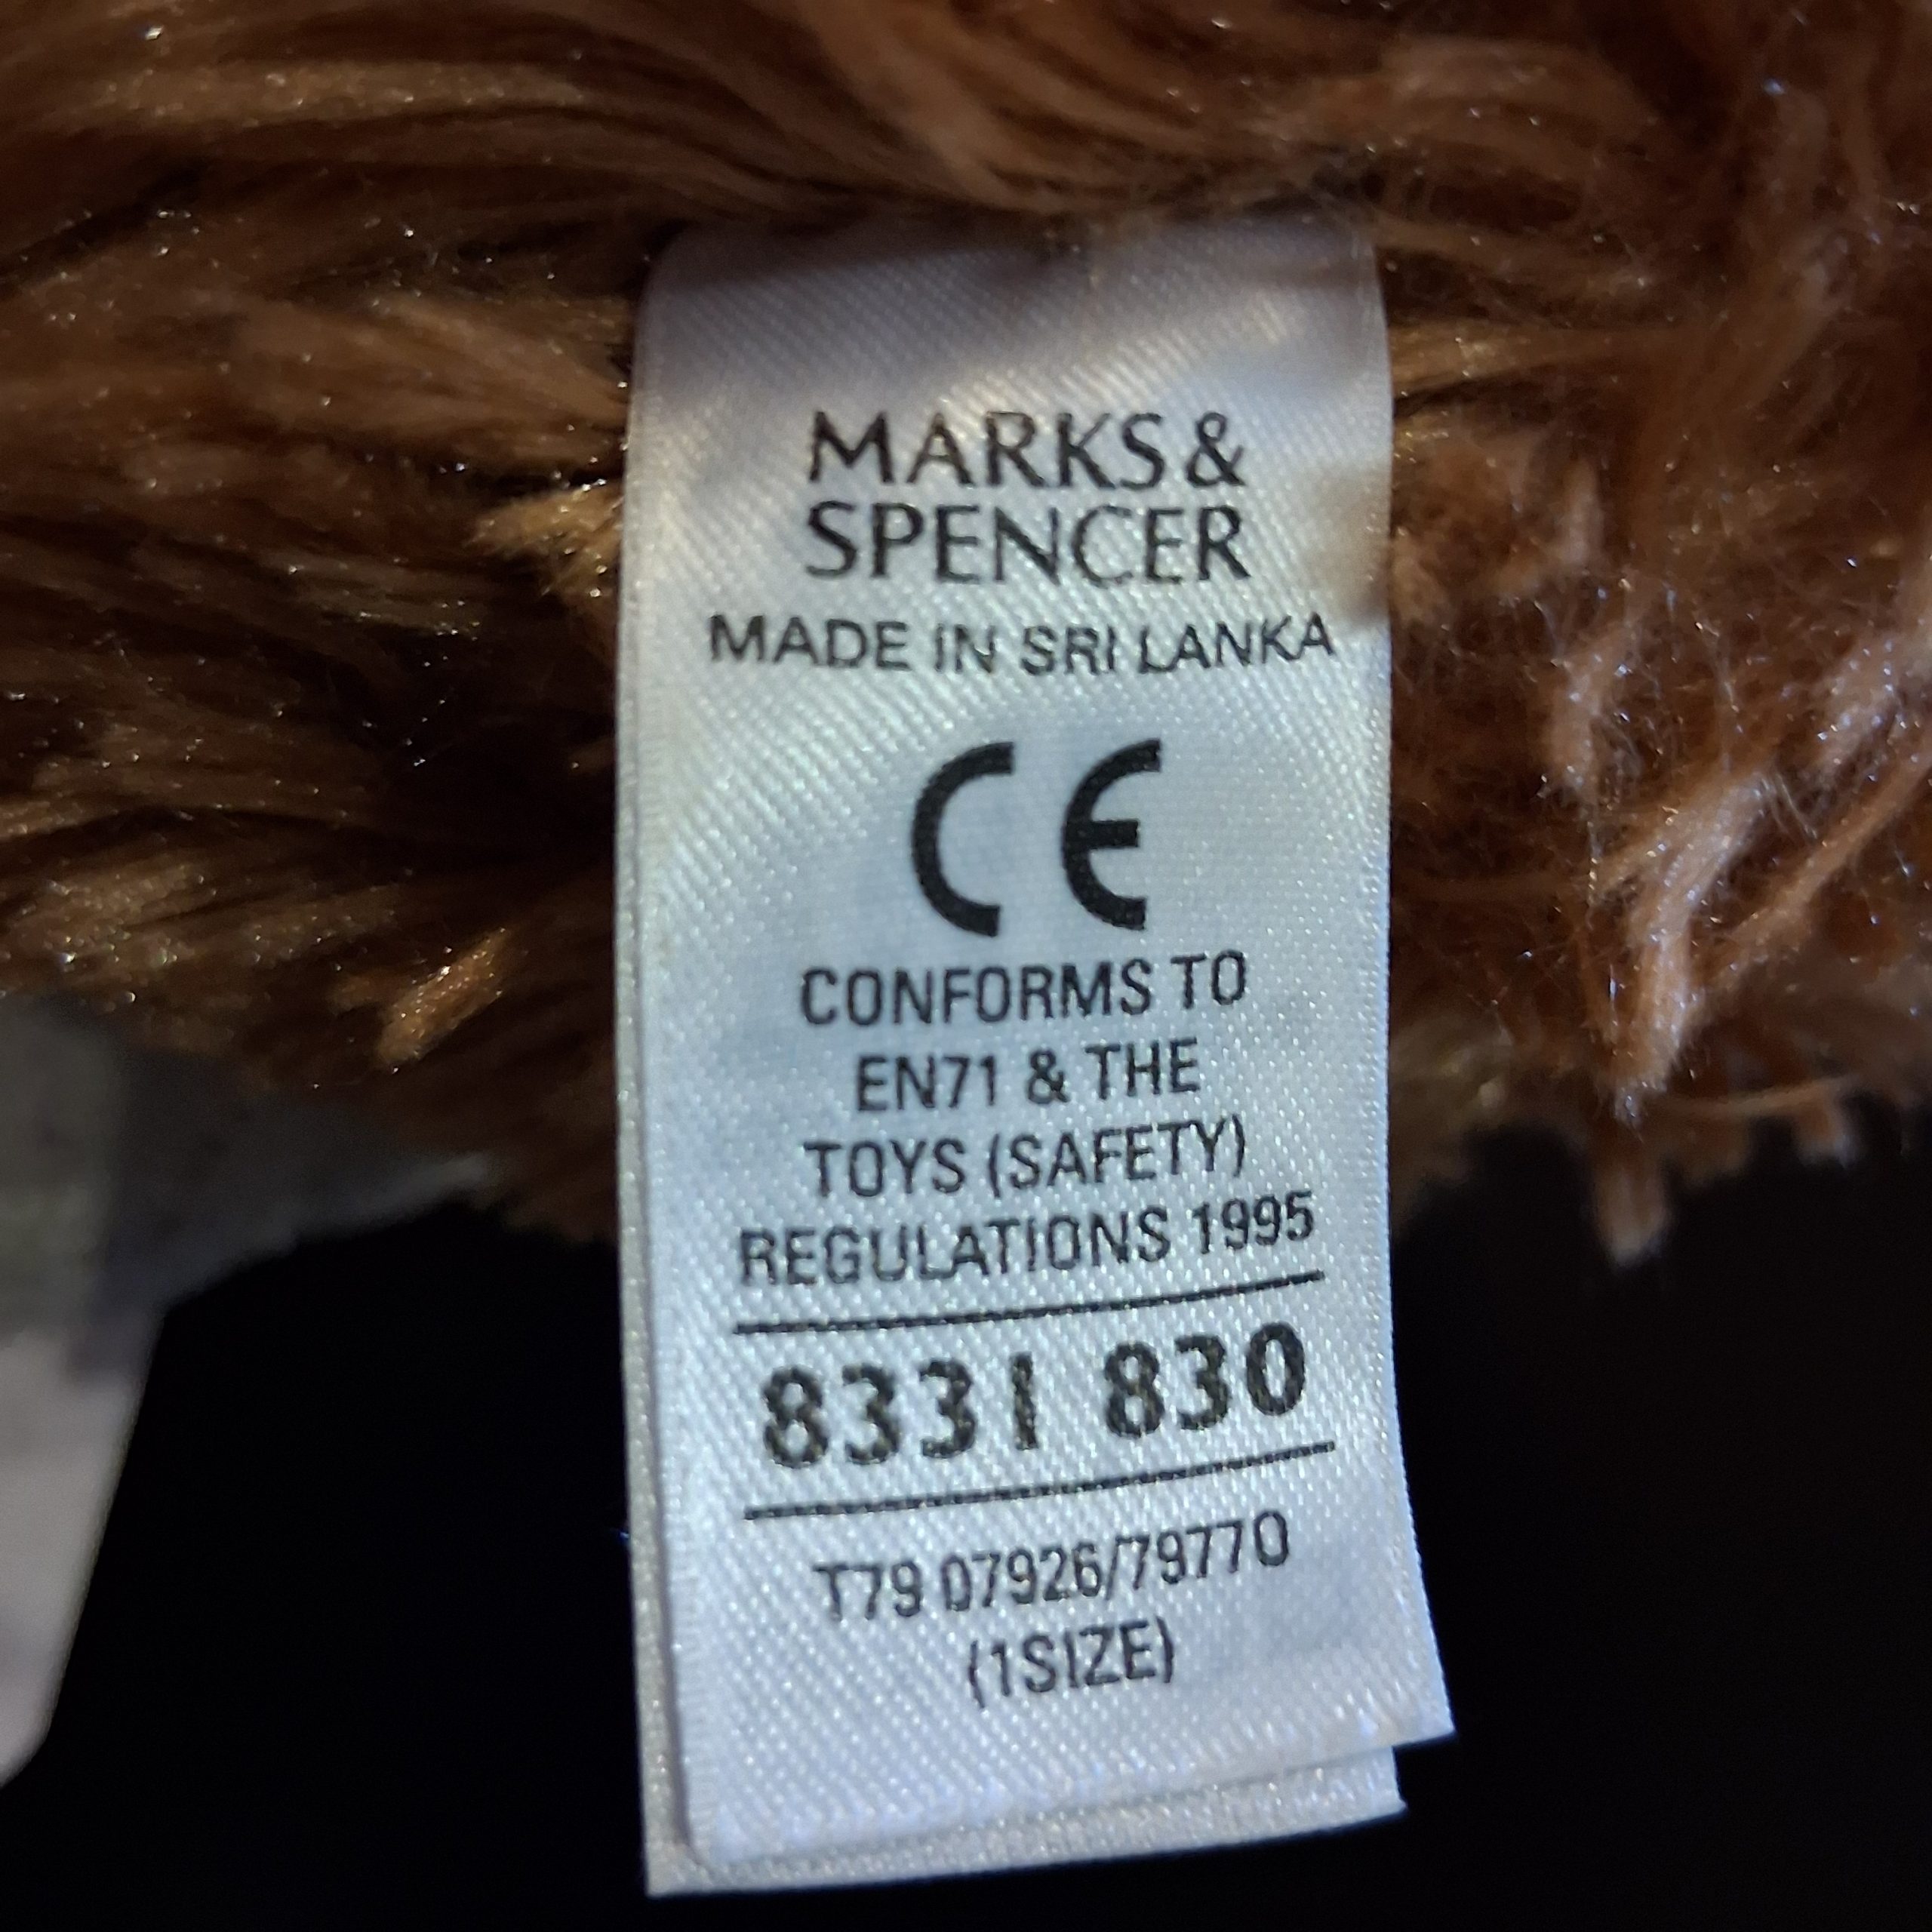 MARKS &
SPENCER
MADE IN SRI LANKA
CE
CONFORMS TO
EN71 & THE
TOYS (SAFETY)
REGULATIONS 1995
8331 830
T79 07926/79770
(1SIZE)